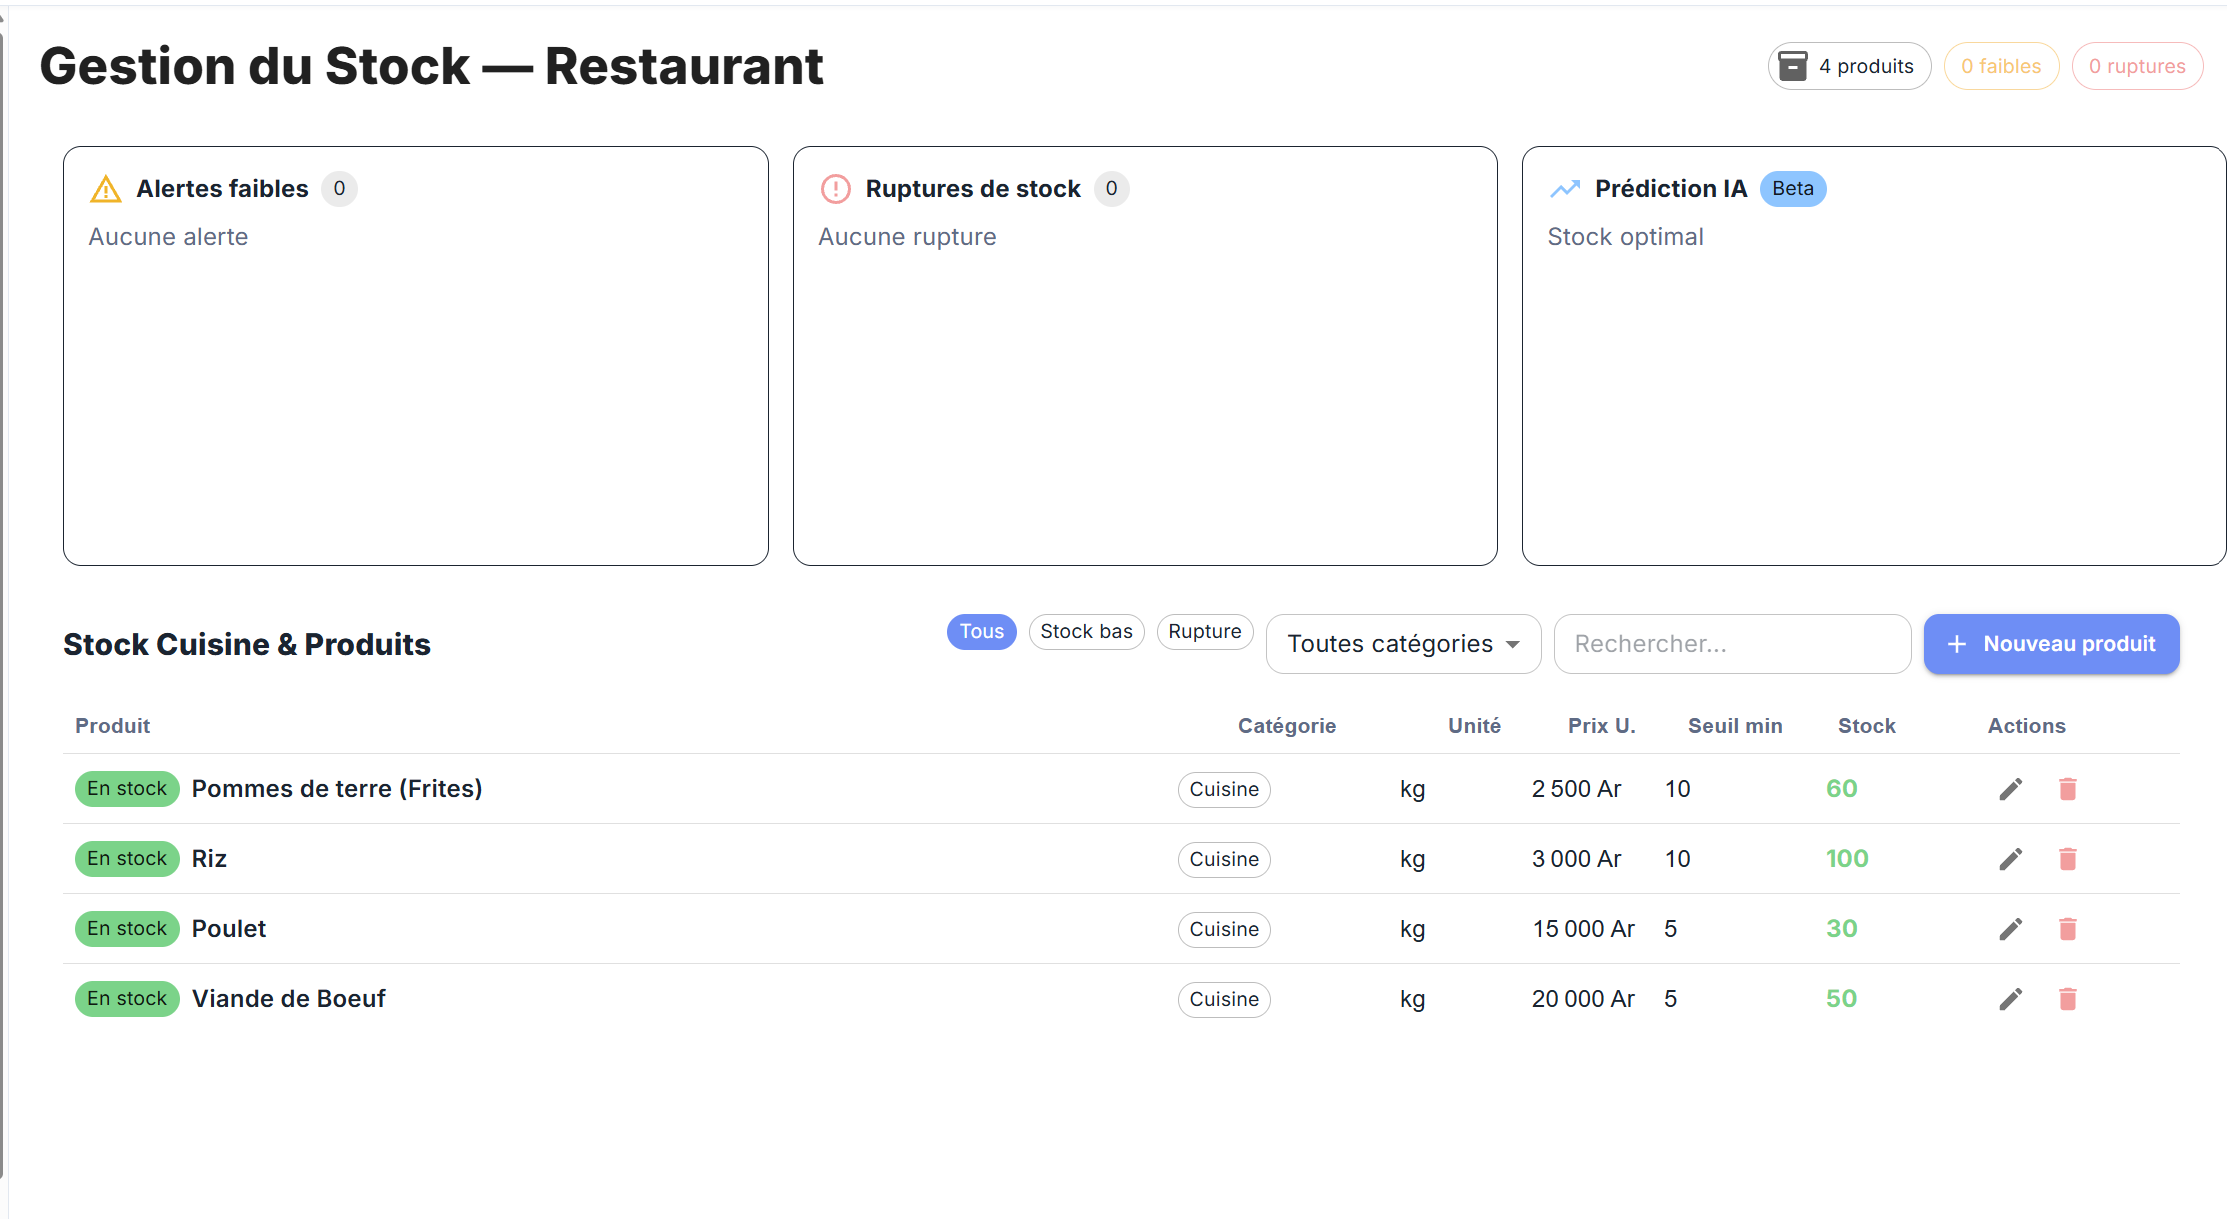 Gestion du Stock — Restaurant
4 produits
0 faibles
0 ruptures
Alertes faibles 0
Aucune alerte
Ruptures de stock 0
Aucune rupture
Prédiction IA Beta
Stock optimal
Stock Cuisine & Produits
Tous
Stock bas
Rupture
Toutes catégories
Rechercher...
Nouveau produit
Produit Catégorie Unité Prix U. Seuil min Stock Actions
En stock Pommes de terre (Frites) Cuisine kg 2 500 Ar 10 60
En stock Riz Cuisine kg 3 000 Ar 10 100
En stock Poulet Cuisine kg 15 000 Ar 5 30
En stock Viande de Boeuf Cuisine kg 20 000 Ar 5 50